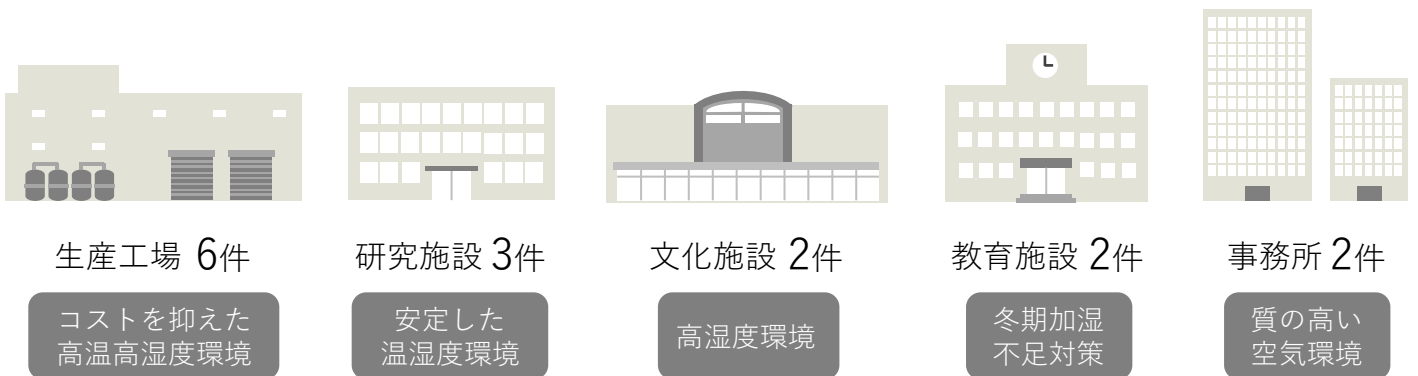 生産工場 6件
研究施設 3件
文化施設 2件
教育施設 2件
事務所 2件
コストを抑えた
高温高湿度環境
安定した
温湿度環境
高湿度環境
冬期加湿
不足対策
質の高い
空気環境